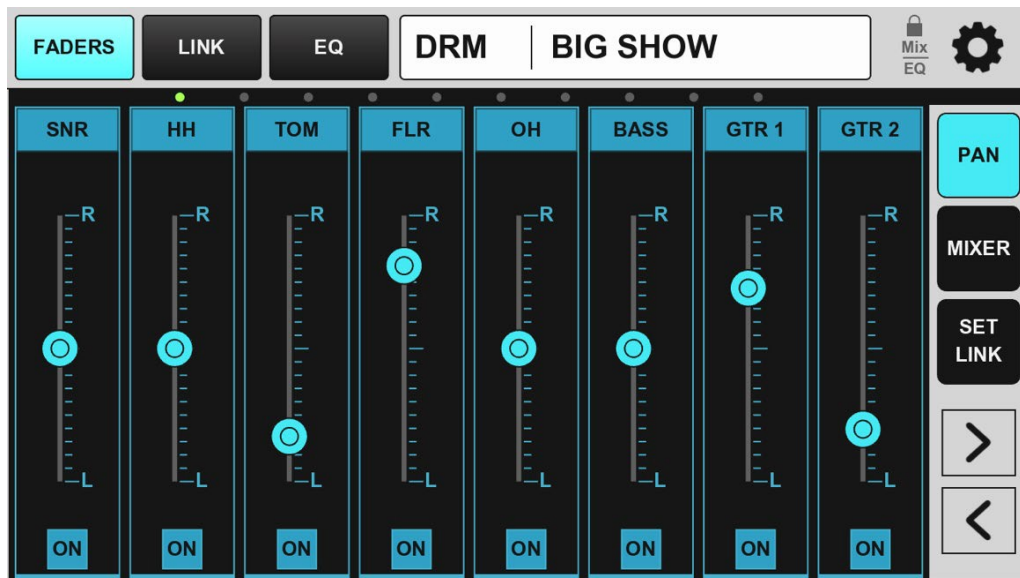 FADERS LINK EQ DRM BIG SHOW Mix
EQ
SNR HH TOM FLR OH BASS GTR 1 GTR 2
PAN
R R R R R R R R
MIXER
SET
LINK
L L L L L L L L
ON ON ON ON ON ON ON ON